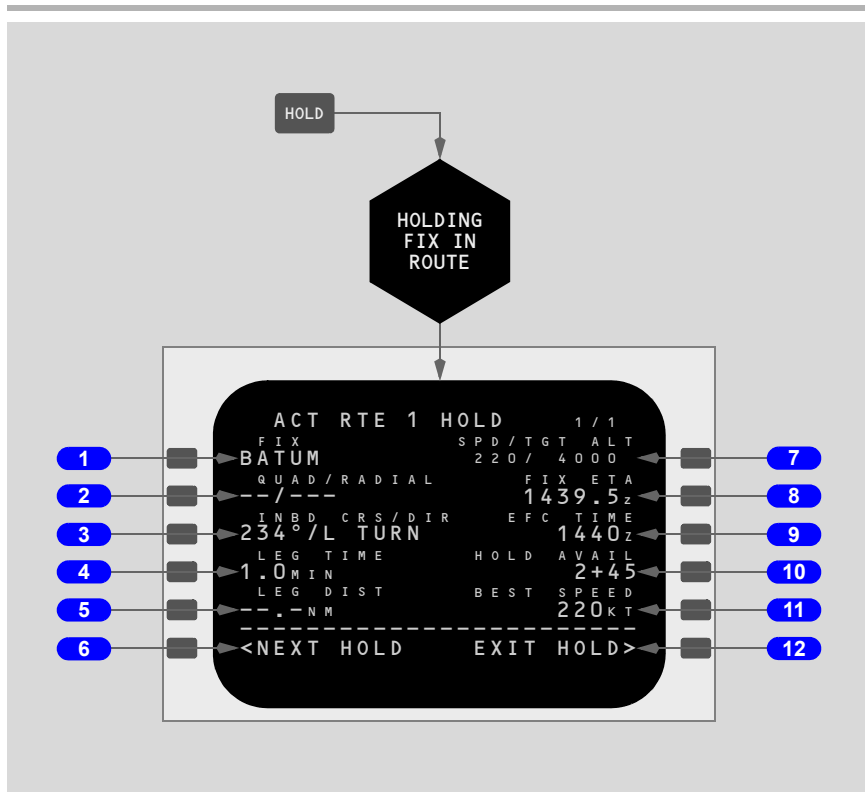 HOLD
HOLDING
FIX IN
ROUTE
ACT RTE 1 HOLD 1/1
FIX SPD/TGT ALT
1 BATUM 220/ 4000 7
QUAD/RADIAL FIX ETA
2 --/--- 1439.5z 8
INBD CRS/DIR EFC TIME
3 234°/L TURN 1440z 9
LEG TIME HOLD AVAIL
4 1.0MIN 2+45 10
LEG DIST BEST SPEED
5 --.-NM 220KT 11
------------------------
6 <NEXT HOLD EXIT HOLD> 12